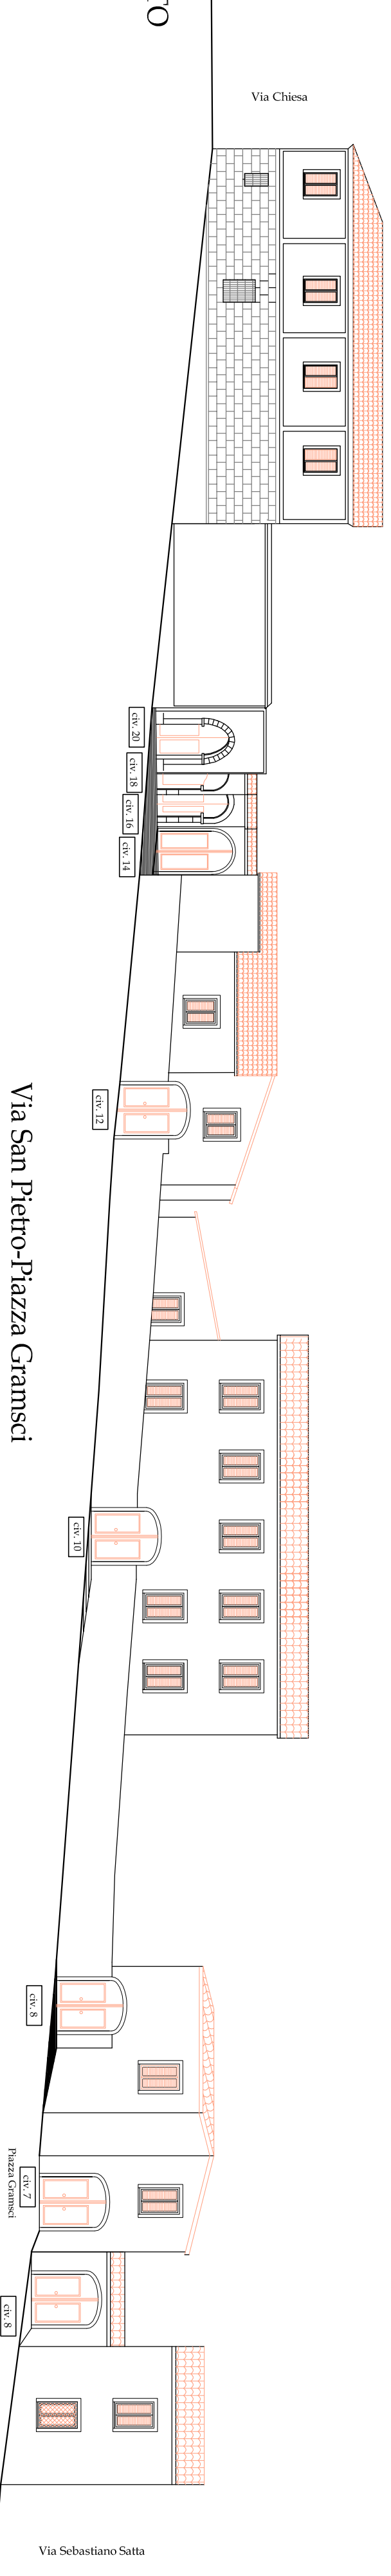 TO
Via Chiesa
civ. 20
civ. 18
civ. 16
civ. 14
civ. 12
Via San Pietro-Piazza Gramsci
civ. 10
civ. 8
civ. 7
Piazza Gramsci
civ. 8
Via Sebastiano Satta